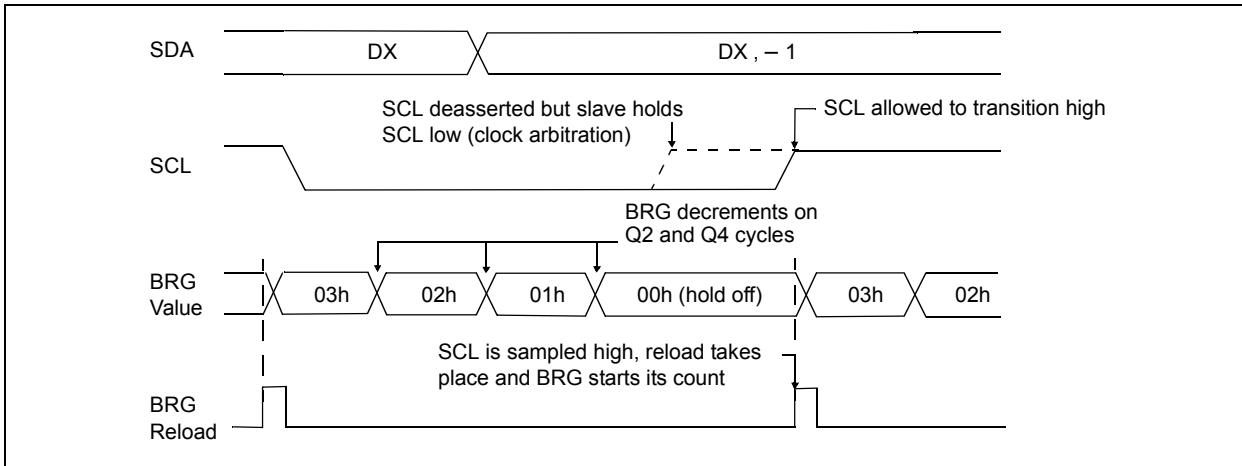 SDA
DX
DX , – 1
SCL deasserted but slave holds
SCL low (clock arbitration)
SCL allowed to transition high
SCL
BRG decrements on
Q2 and Q4 cycles
BRG
Value
03h
02h
01h
00h (hold off)
03h
02h
SCL is sampled high, reload takes
place and BRG starts its count
BRG
Reload